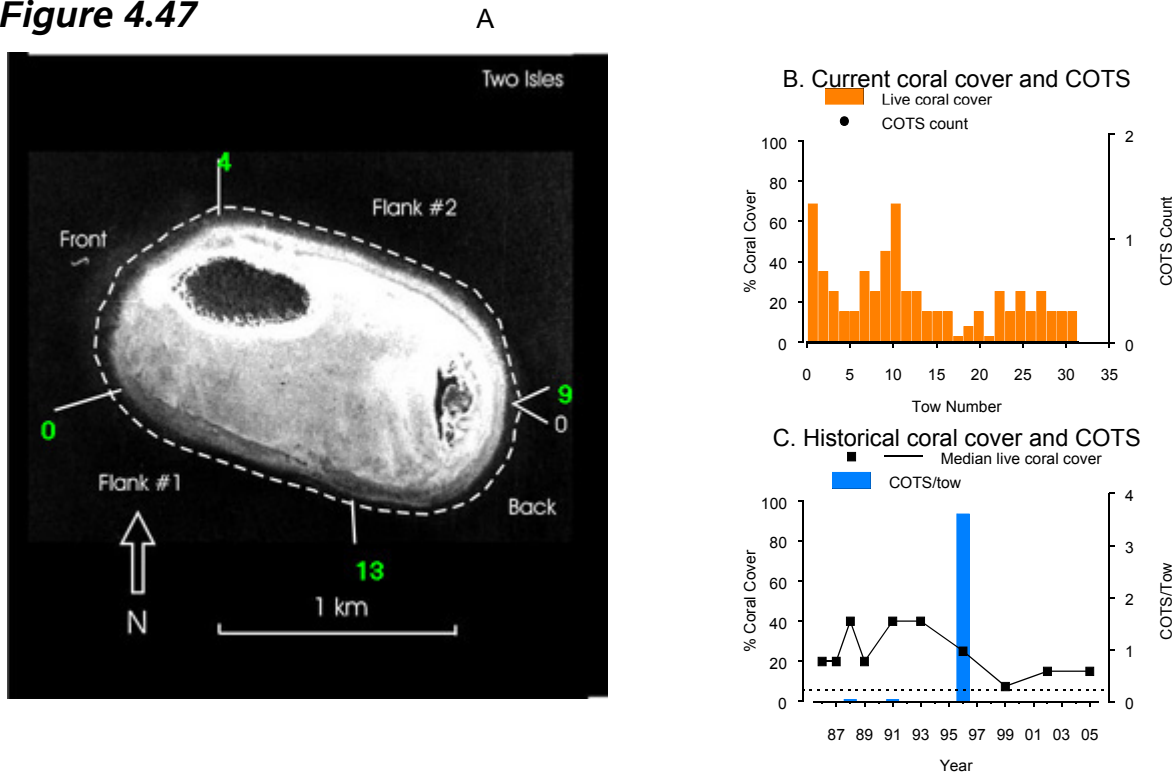 Figure 4.47
A
Two Isles
4
Flank #2
Front
9
0
0
Flank #1
Back
13
N
1 km
B. Current coral cover and COTS
Live coral cover
COTS count
100
80
60
40
20
0
% Coral Cover
2
1
0
COTS Count
0 5 10 15 20 25 30 35
Tow Number
C. Historical coral cover and COTS
Median live coral cover
COTS/tow
100
80
60
40
20
0
% Coral Cover
4
3
2
1
0
COTS/Tow
87 89 91 93 95 97 99 01 03 05
Year